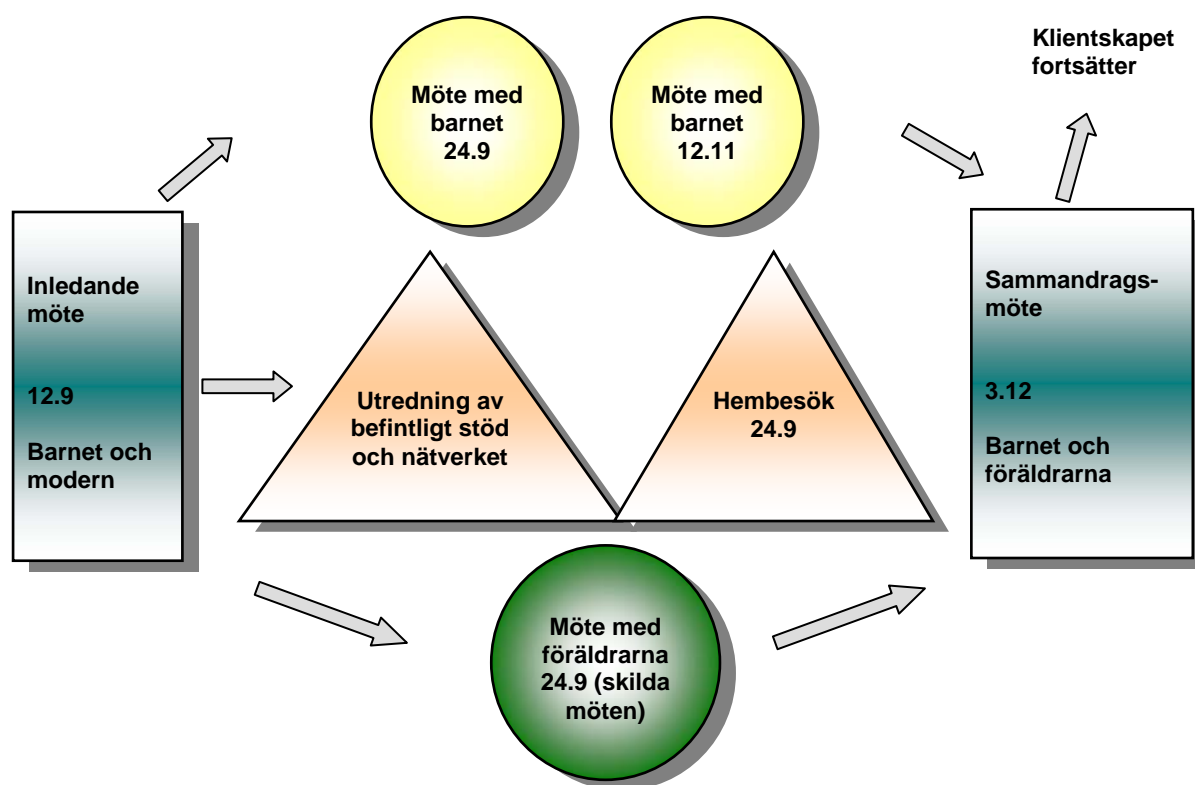 Möte med
barnet
24.9
Möte med
barnet
12.11
Klientskapet
fortsätter
Inledande
möte
12.9
Barnet och
modern
Utredning av
befintligt stöd
och nätverket
Hembesök
24.9
Sammandrags-
möte
3.12
Barnet och
föräldrarna
Möte med
föräldrarna
24.9 (skilda
möten)